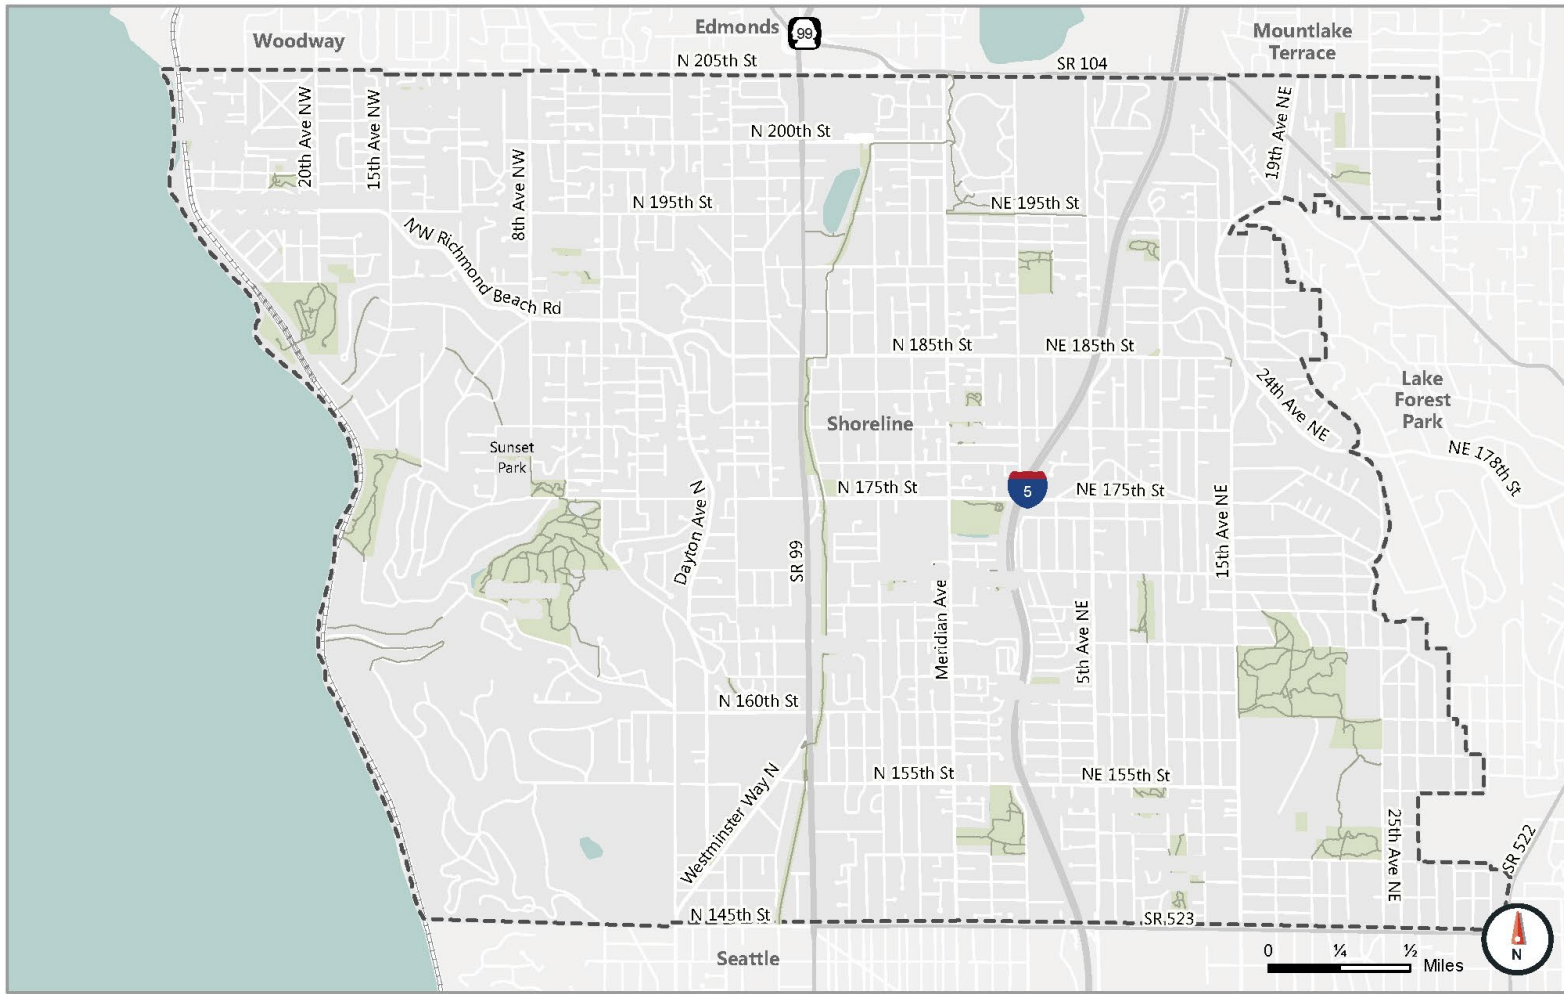 Woodway
Edmonds
99
Mountlake
Terrace
N 205th St
SR 104
20th Ave NW
15th Ave NW
8th Ave NW
N 200th St
19th Ave NE
N 195th St
NE 195th St
NW Richmond Beach Rd
N 185th St
NE 185th St
24th Ave NE
Lake
Forest
Park
Shoreline
Sunset
Park
NE 178th St
N 175th St
5
NE 175th St
Dayton Ave N
SR 99
15th Ave NE
Meridian Ave
5th Ave NE
N 160th St
N 155th St
NE 155th St
Westminster Way N
25th Ave NE
SR 522
N 145th St
SR 523
Seattle
0 ¼ ½
Miles
N